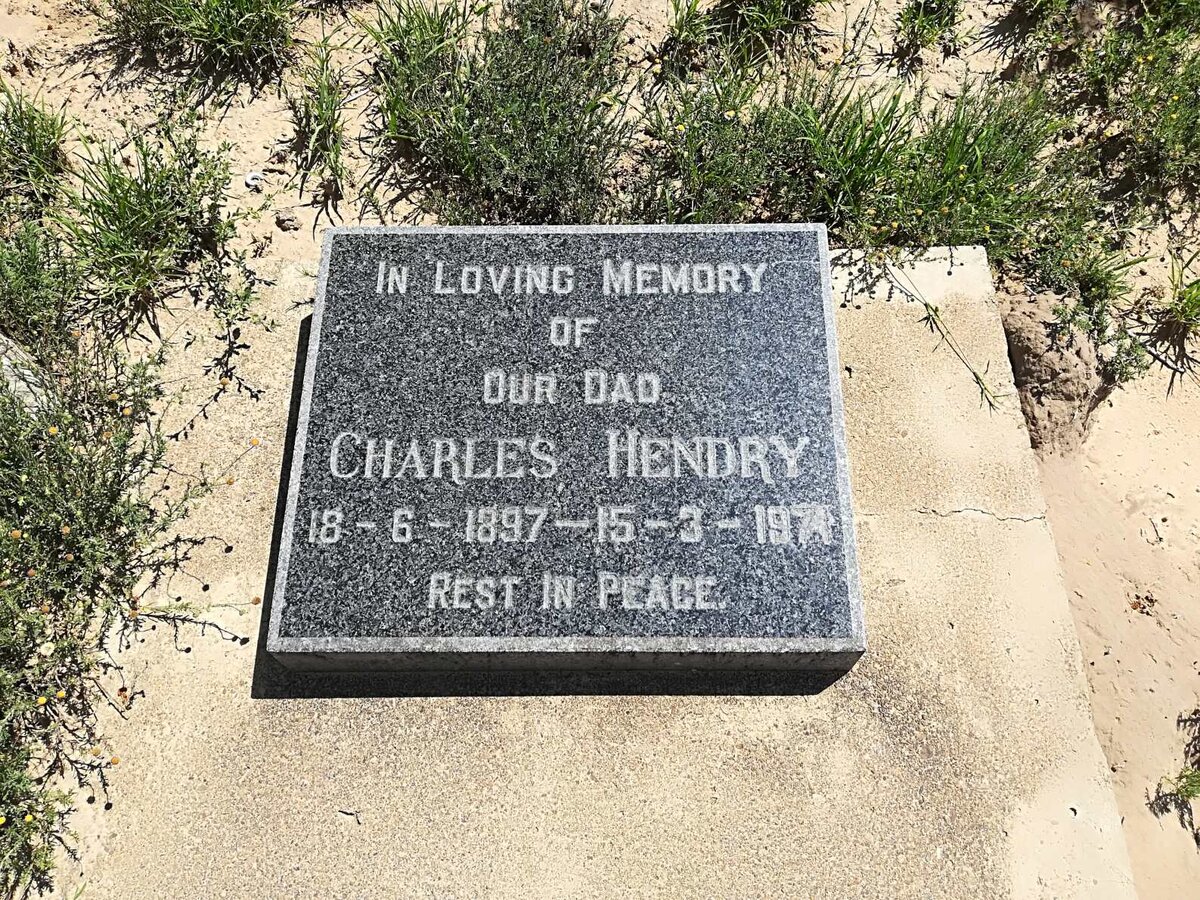 IN LOVING MEMORY
OF
OUR DAD
CHARLES HENDRY
18 - 6 - 1897 — 15 - 3 - 1974
REST IN PEACE.